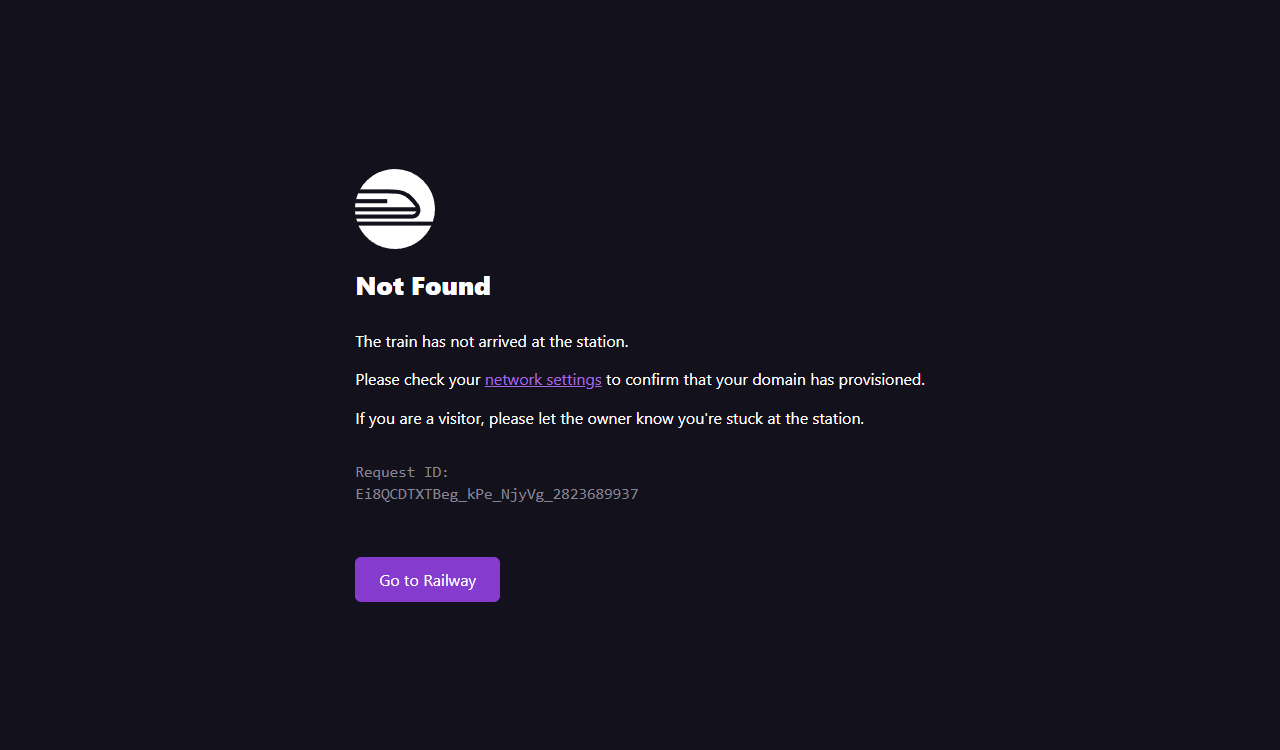 Not Found
The train has not arrived at the station.
Please check your network settings to confirm that your domain has provisioned.
If you are a visitor, please let the owner know you're stuck at the station.
Request ID:
Ei8QCDTXTBeg_kPe_NjyVg_2823689937
Go to Railway